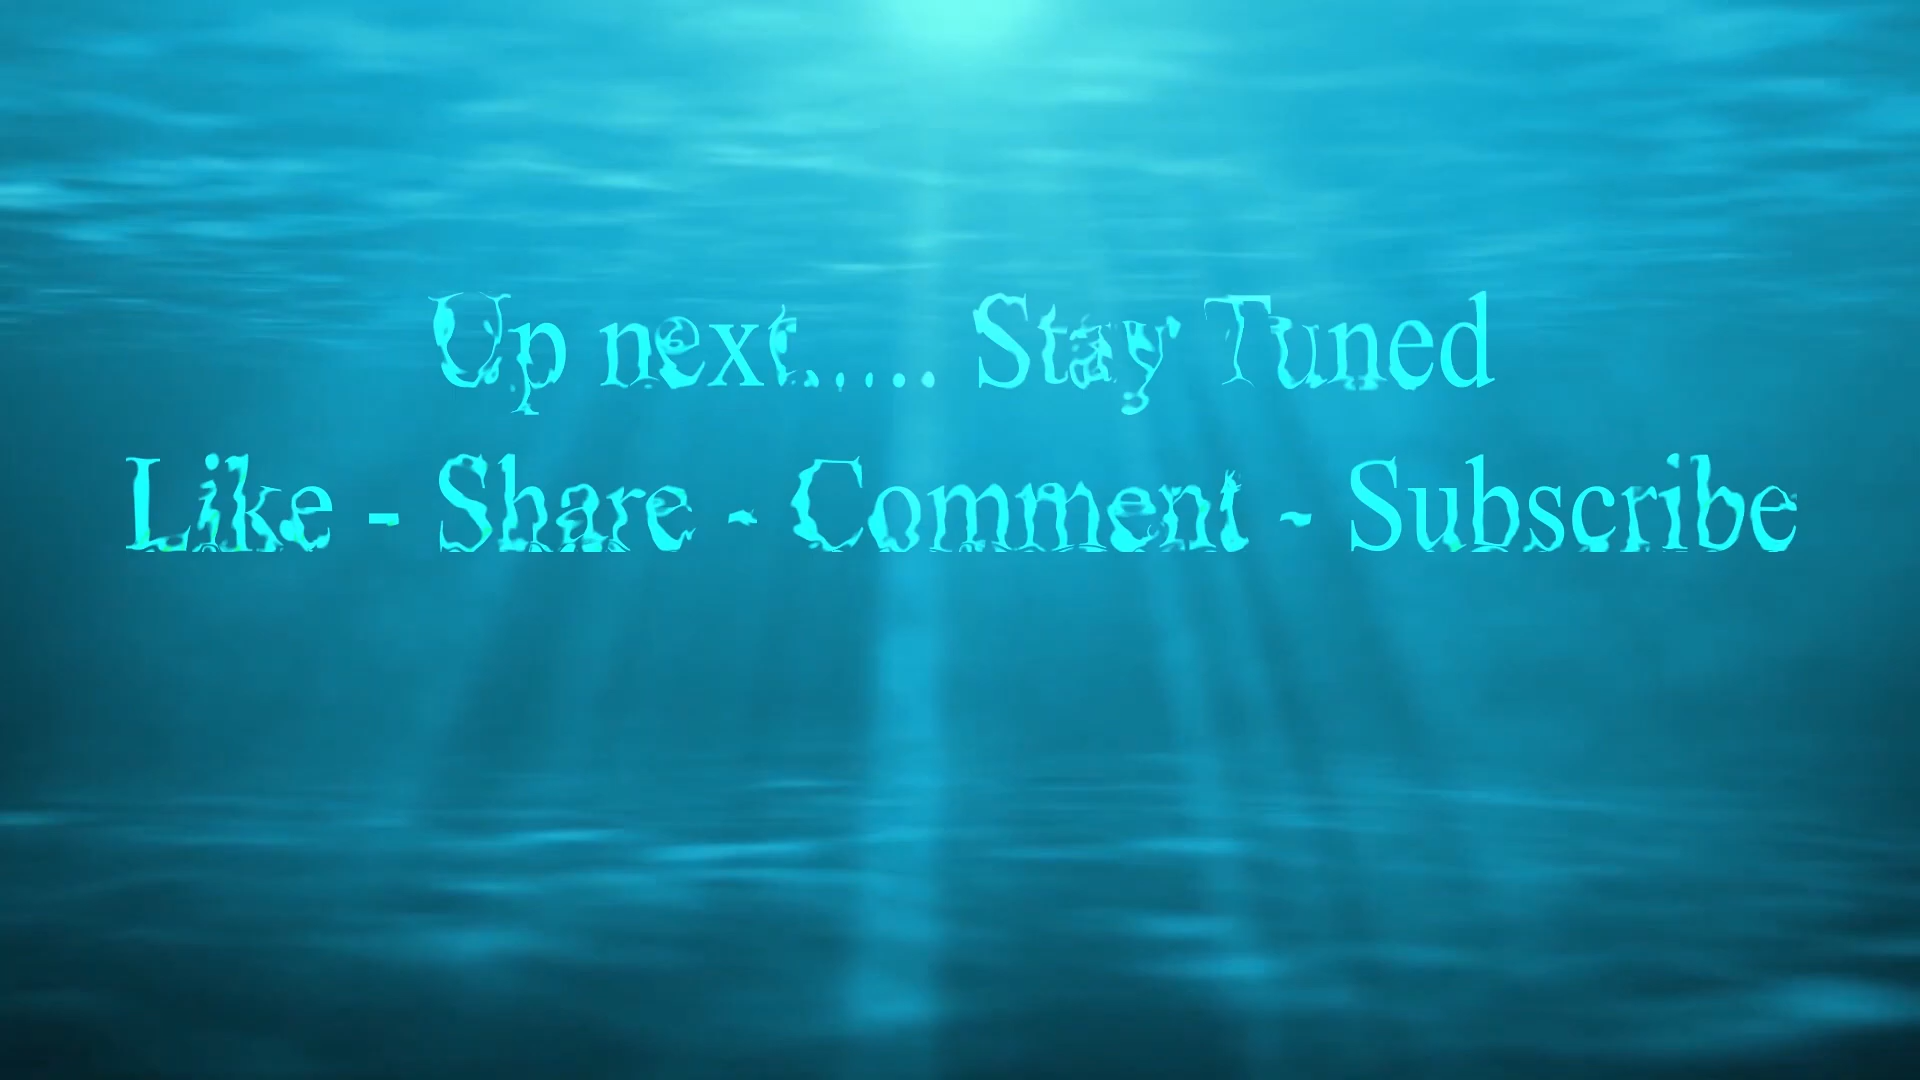 Up next..... Stay Tuned
Like - Share - Comment - Subscribe